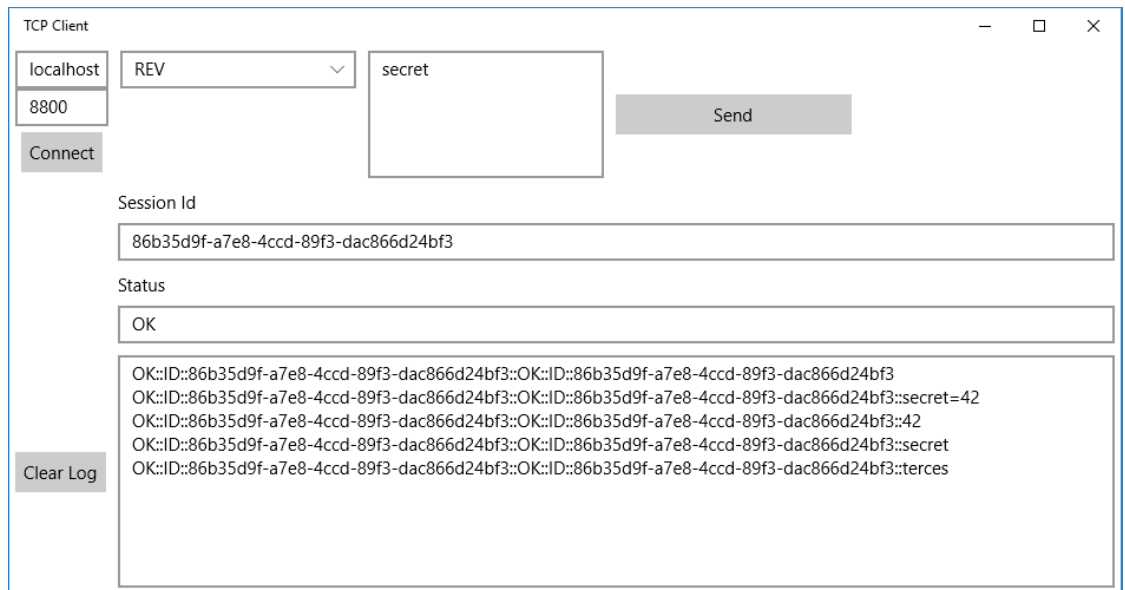 TCP Client
localhost
REV
secret
8800
Send
Connect
Session Id
86b35d9f-a7e8-4ccd-89f3-dac866d24bf3
Status
OK
OK::ID::86b35d9f-a7e8-4ccd-89f3-dac866d24bf3::OK::ID::86b35d9f-a7e8-4ccd-89f3-dac866d24bf3
OK::ID::86b35d9f-a7e8-4ccd-89f3-dac866d24bf3::OK::ID::86b35d9f-a7e8-4ccd-89f3-dac866d24bf3::secret=42
OK::ID::86b35d9f-a7e8-4ccd-89f3-dac866d24bf3::OK::ID::86b35d9f-a7e8-4ccd-89f3-dac866d24bf3::42
OK::ID::86b35d9f-a7e8-4ccd-89f3-dac866d24bf3::OK::ID::86b35d9f-a7e8-4ccd-89f3-dac866d24bf3::secret
OK::ID::86b35d9f-a7e8-4ccd-89f3-dac866d24bf3::OK::ID::86b35d9f-a7e8-4ccd-89f3-dac866d24bf3::terces
Clear Log